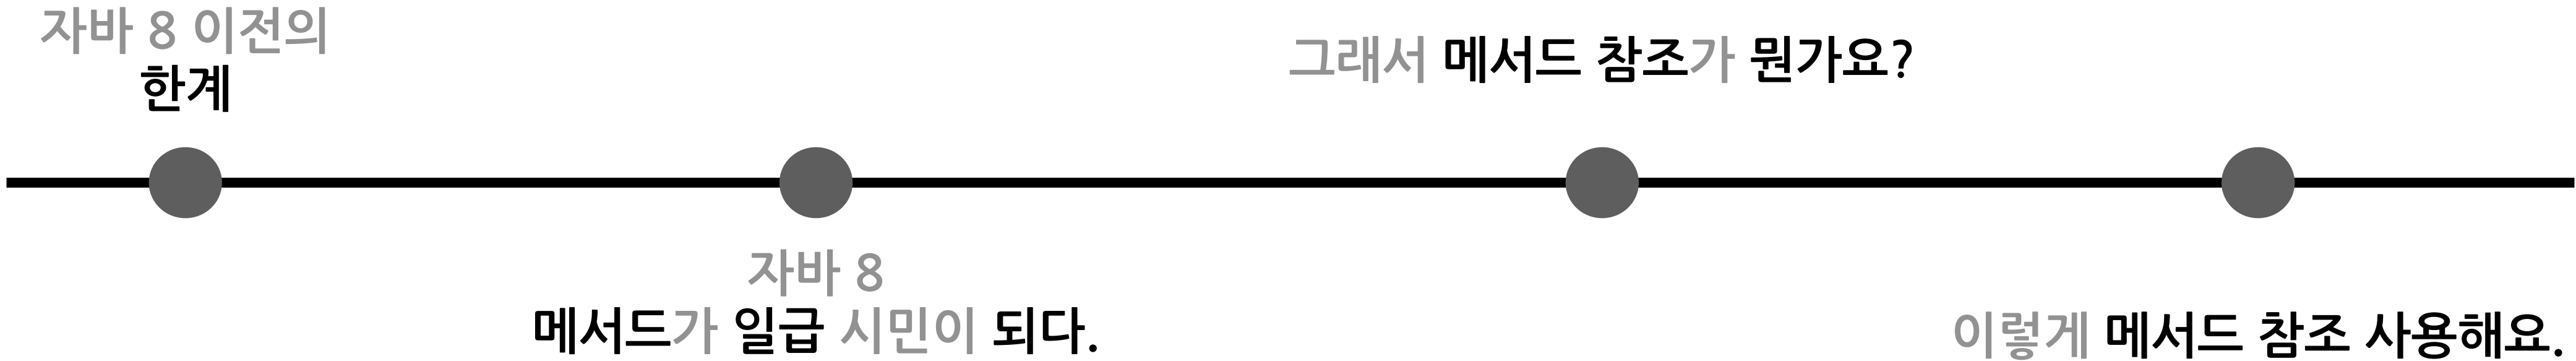 자바 8 이전의
한계
자바 8
메서드가 일급 시민이 되다.
그래서 메서드 참조가 뭔가요?
이렇게 메서드 참조 사용해요.